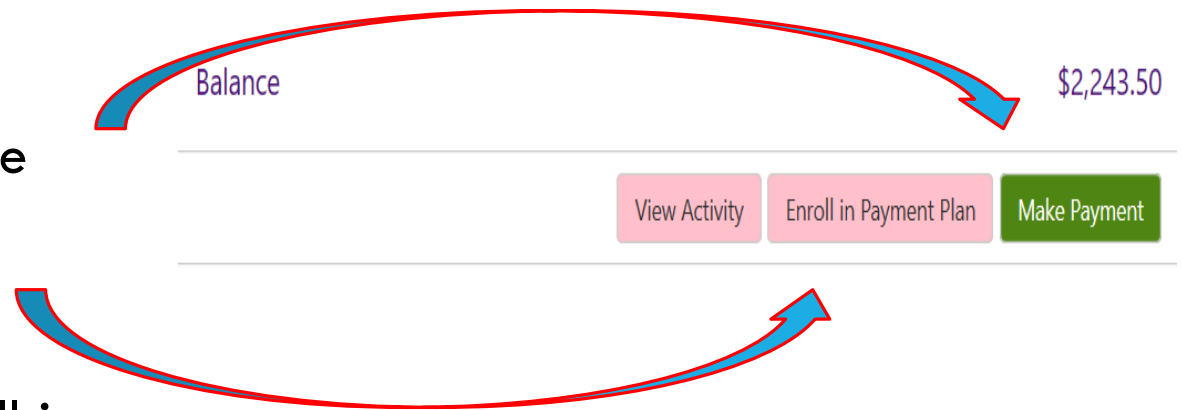 Balance $2,243.50
e
View Activity Enroll in Payment Plan Make Payment